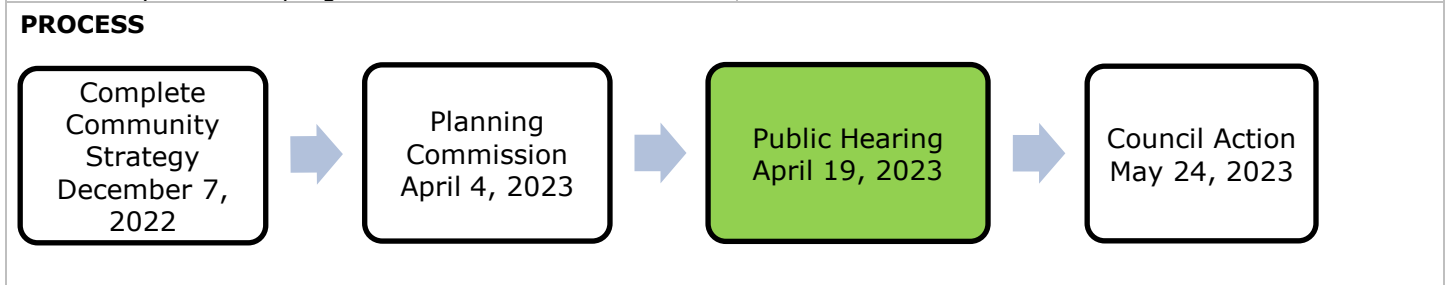 PROCESS
Complete
Community
Strategy
December 7,
2022
Planning
Commission
April 4, 2023
Public Hearing
April 19, 2023
Council Action
May 24, 2023